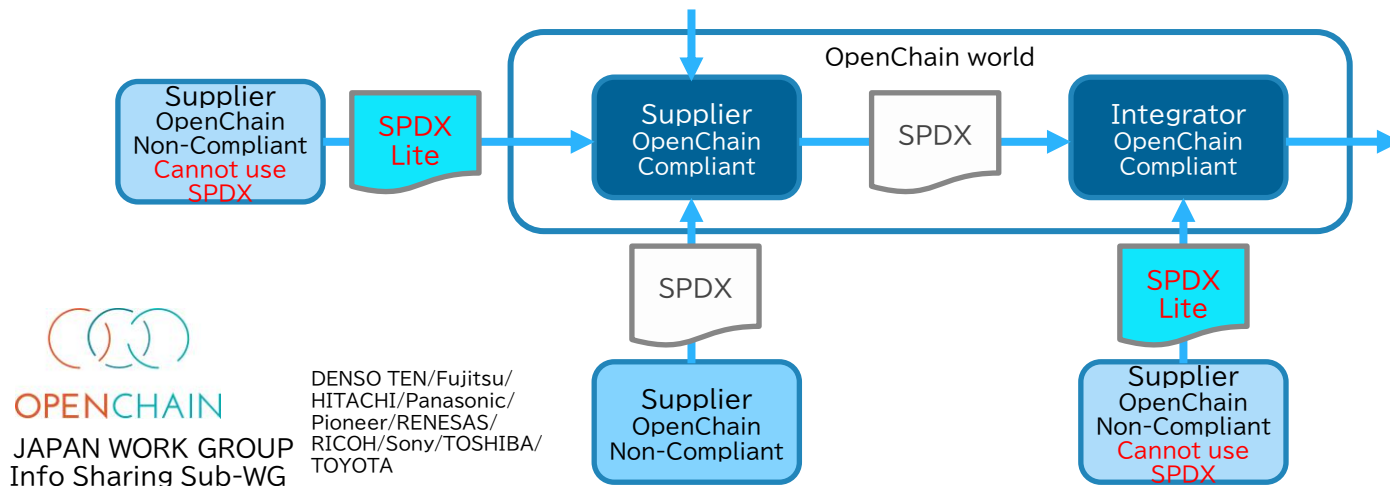 OpenChain world
Supplier
OpenChain
Non-Compliant
Cannot use
SPDX
SPDX
Lite
Supplier
OpenChain
Compliant
SPDX
Integrator
OpenChain
Compliant
SPDX
SPDX
Lite
OPENCHAIN
JAPAN WORK GROUP
Info Sharing Sub-WG
DENSO TEN/Fujitsu/
HITACHI/Panasonic/
Pioneer/RENESAS/
RICOH/Sony/TOSHIBA/
TOYOTA
Supplier
OpenChain
Non-Compliant
Supplier
OpenChain
Non-Compliant
Cannot use
SPDX